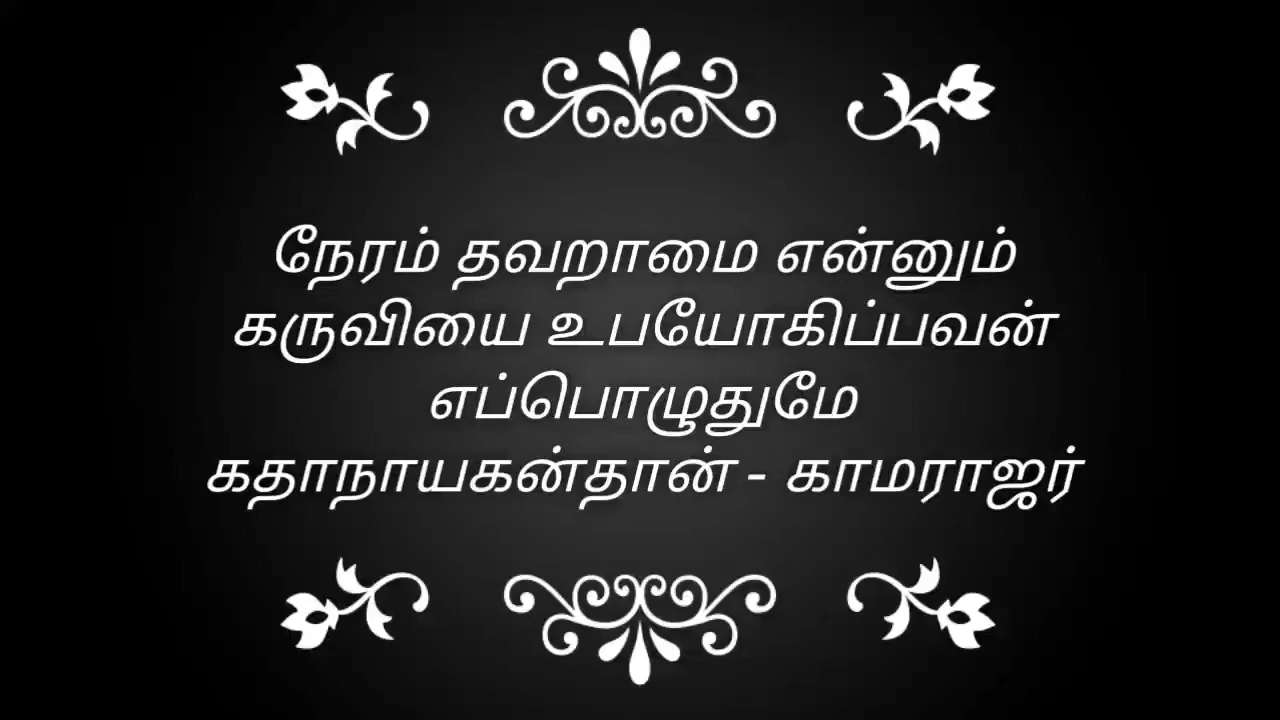 நேரம் தவறாமை என்னும்
கருவியை உபயோகிப்பவன்
எப்பொழுதுமே
கதாநாயகன்தான் - காமராஜர்